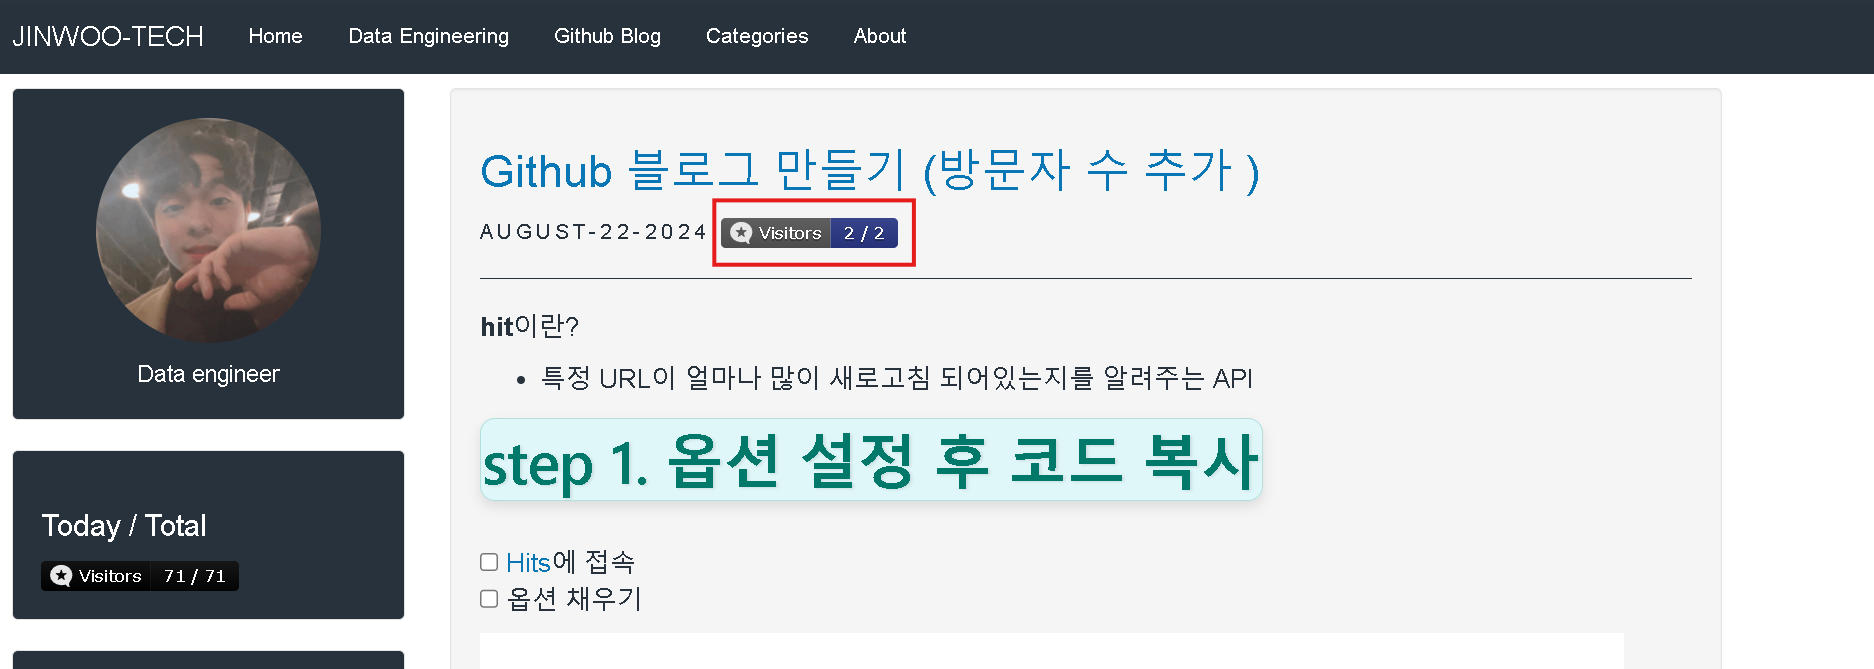 JINWOO-TECH Home Data Engineering Github Blog Categories About
Data engineer
Today / Total
Visitors 71 / 71
Github 블로그 만들기 (방문자 수 추가 )
AUGUST-22-2024 Visitors 2 / 2
hit이란?
• 특정 URL이 얼마나 많이 새로고침 되어있는지를 알려주는 API
step 1. 옵션 설정 후 코드 복사
Hits에 접속
옵션 채우기